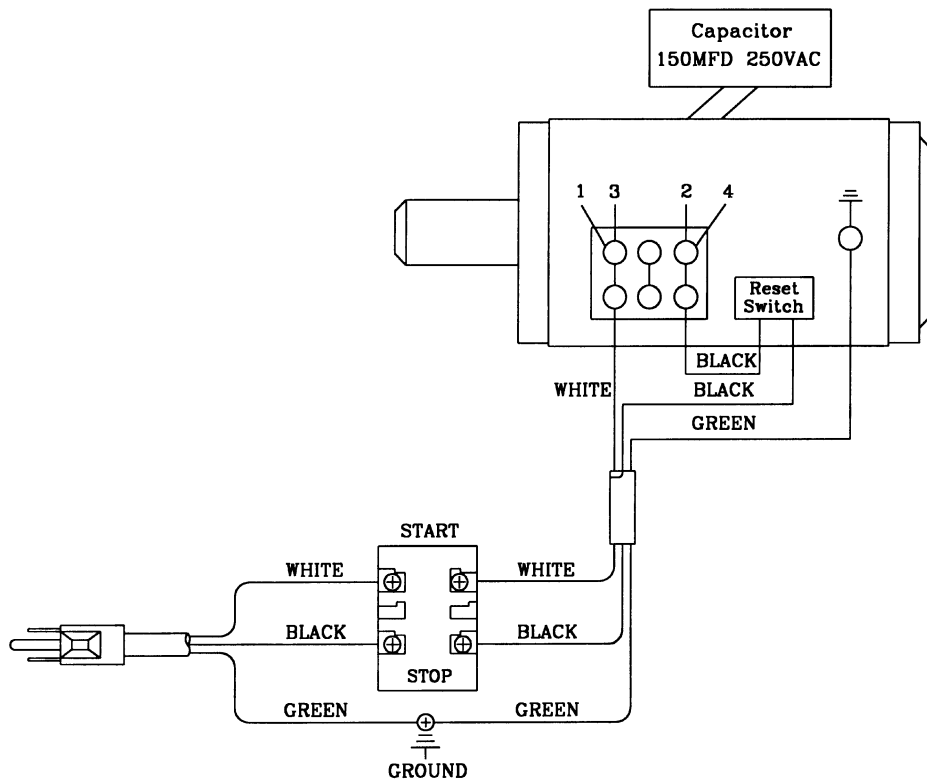 Capacitor
150MFD 250VAC
1 3 2 4
Reset
Switch
BLACK
WHITE
BLACK
GREEN
START
WHITE
WHITE
BLACK
BLACK
STOP
GREEN
GREEN
GROUND